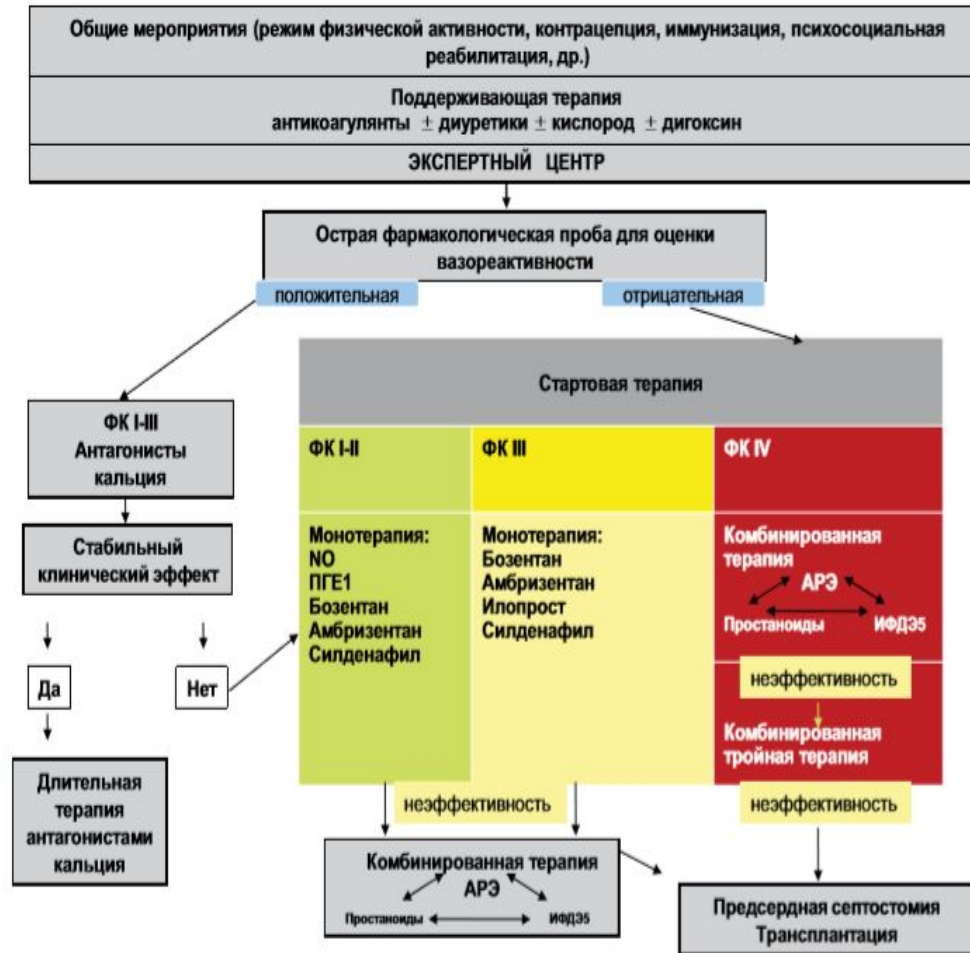 Общие мероприятия (режим физической активности, контрацепция, иммунизация, психосоциальная
реабилитация, др.)
Поддерживающая терапия
антикоагулянты ± диуретики ± кислород ± дигоксин
ЭКСПЕРТНЫЙ ЦЕНТР
Острая фармакологическая проба для оценки
вазореактивности
положительная
отрицательная
Стартовая терапия
ФК I-III
Антагонисты
кальция
ФК I-II
ФК III
ФК IV
Стабильный
клинический эффект
Да
Нет
Длительная
терапия
антагонистами
кальция
Монотерапия:
NO
ПГЕ1
Бозентан
Амбризентан
Силденафил
Монотерапия:
Бозентан
Амбризентан
Илопрост
Силденафил
Комбинированная
терапия
АРЭ
Простаноиды
ИФДЭ5
неэффективность
Комбинированная
тройная терапия
неэффективность
неэффективность
Комбинированная терапия
АРЭ
Простаноиды
ИФДЭ5
Предсердная септостомия
Трансплантация